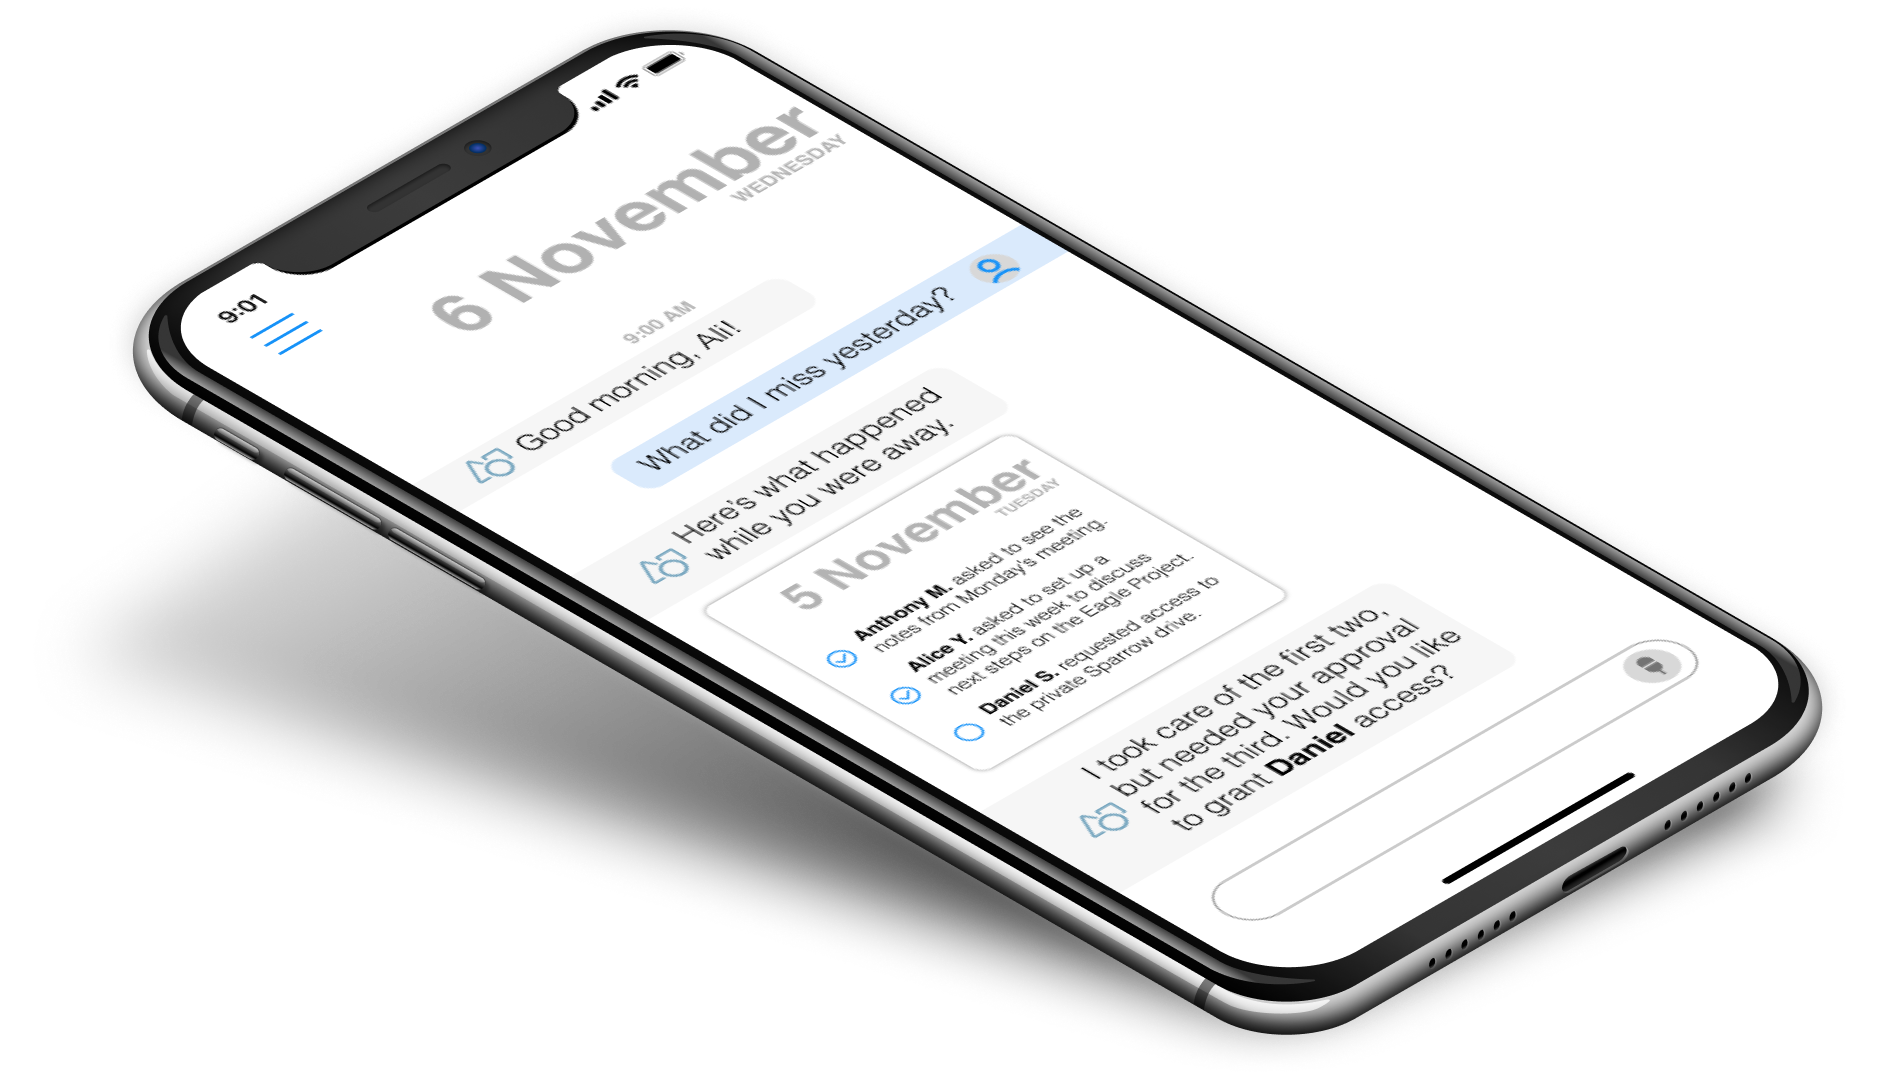 9:01
6 November
WEDNESDAY
9:00 AM
Good morning, Ali!
What did I miss yesterday?
Here's what happened
while you were away.
5 November
TUESDAY
Anthony M. asked to see the
notes from Monday's meeting.
Alice Y. asked to set up a
meeting this week to discuss
next steps on the Eagle Project.
Daniel S. requested access to
the private Sparrow drive.
I took care of the first two,
but needed your approval
for the third. Would you like
to grant Daniel access?